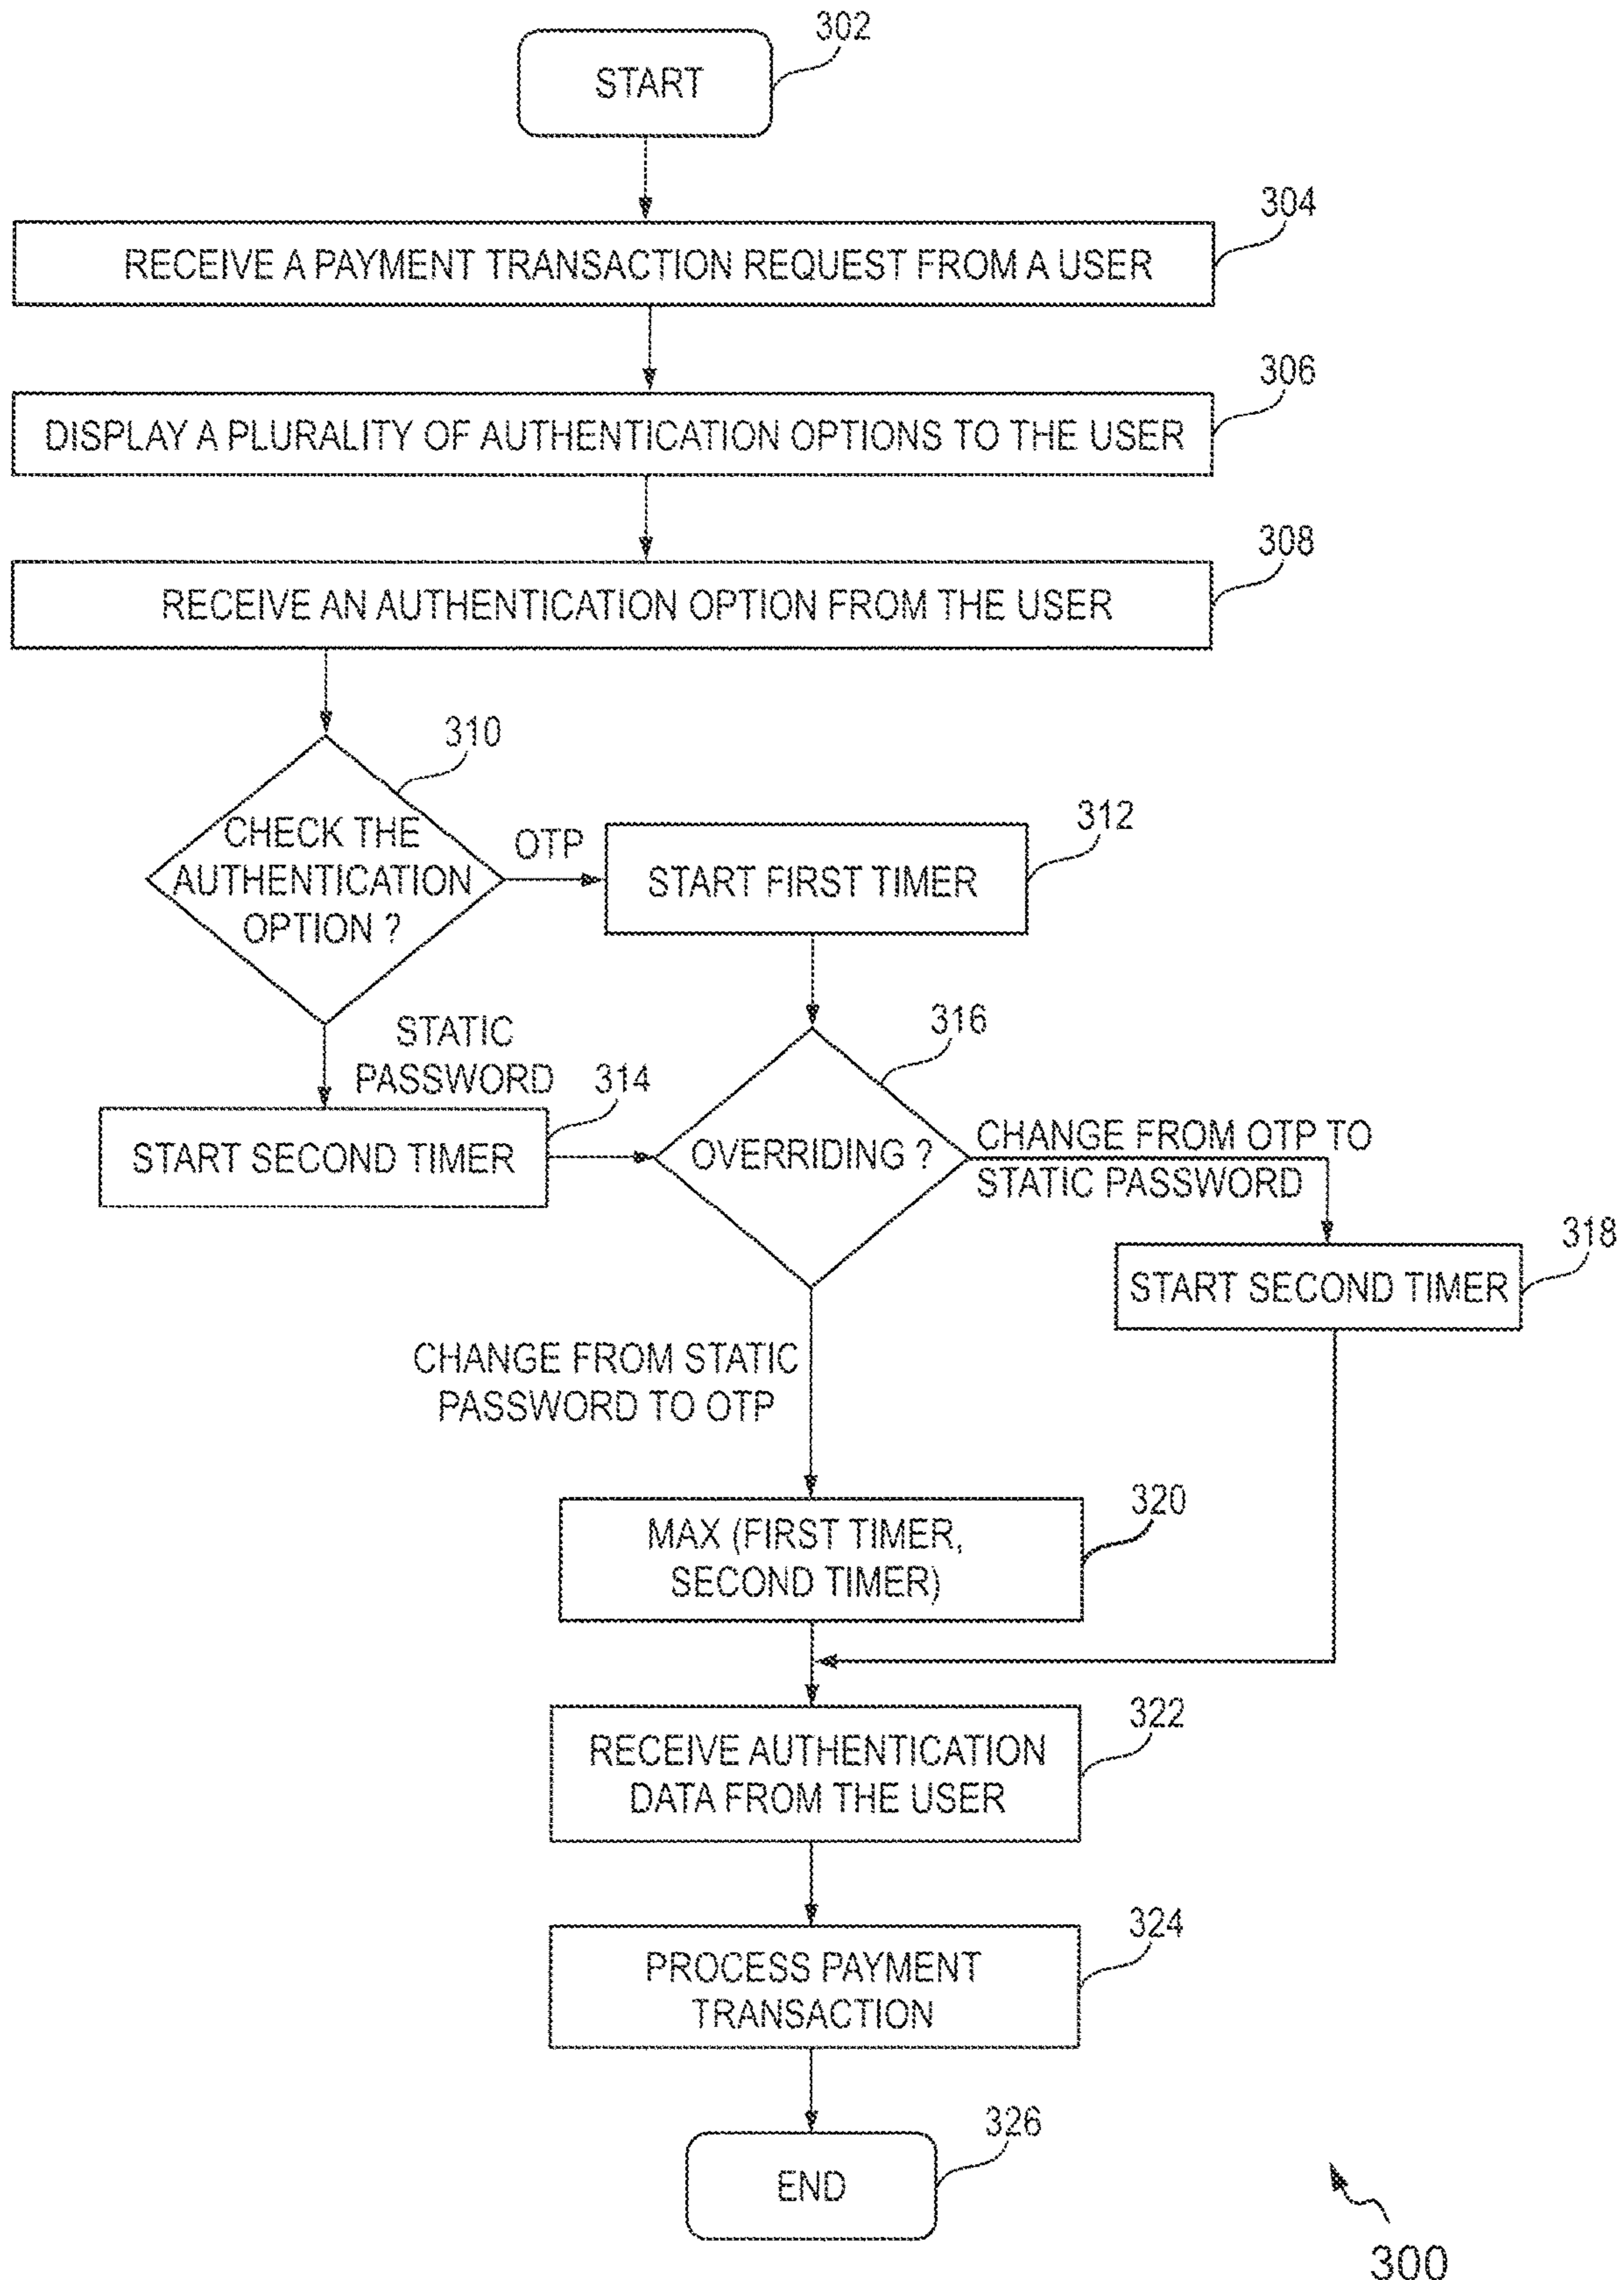 302
START
304
RECEIVE A PAYMENT TRANSACTION REQUEST FROM A USER
306
DISPLAY A PLURALITY OF AUTHENTICATION OPTIONS TO THE USER
308
RECEIVE AN AUTHENTICATION OPTION FROM THE USER
310
CHECK THE
AUTHENTICATION
OPTION ?
OTP
312
START FIRST TIMER
STATIC
PASSWORD
314
START SECOND TIMER
316
OVERRIDING ?
CHANGE FROM OTP TO
STATIC PASSWORD
318
START SECOND TIMER
CHANGE FROM STATIC
PASSWORD TO OTP
320
MAX (FIRST TIMER,
SECOND TIMER)
322
RECEIVE AUTHENTICATION
DATA FROM THE USER
324
PROCESS PAYMENT
TRANSACTION
326
END
300